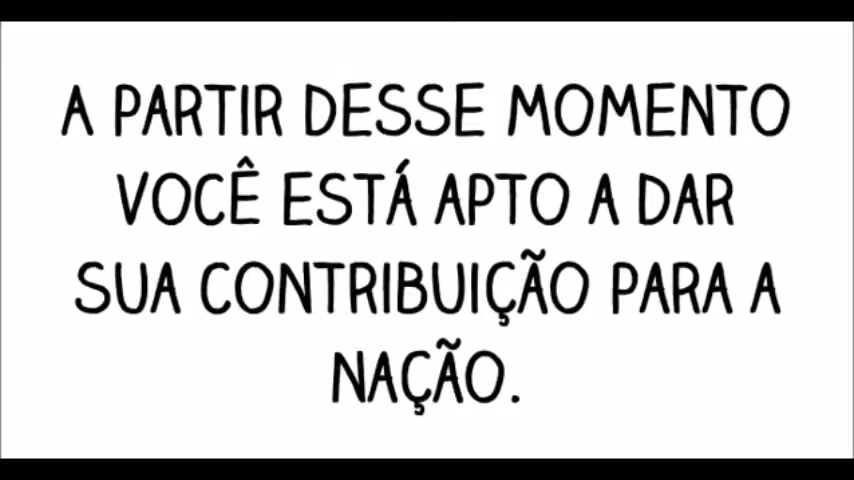 A PARTIR DESSE MOMENTO
VOCÊ ESTÁ APTO A DAR
SUA CONTRIBUIÇÃO PARA A
NAÇÃO.